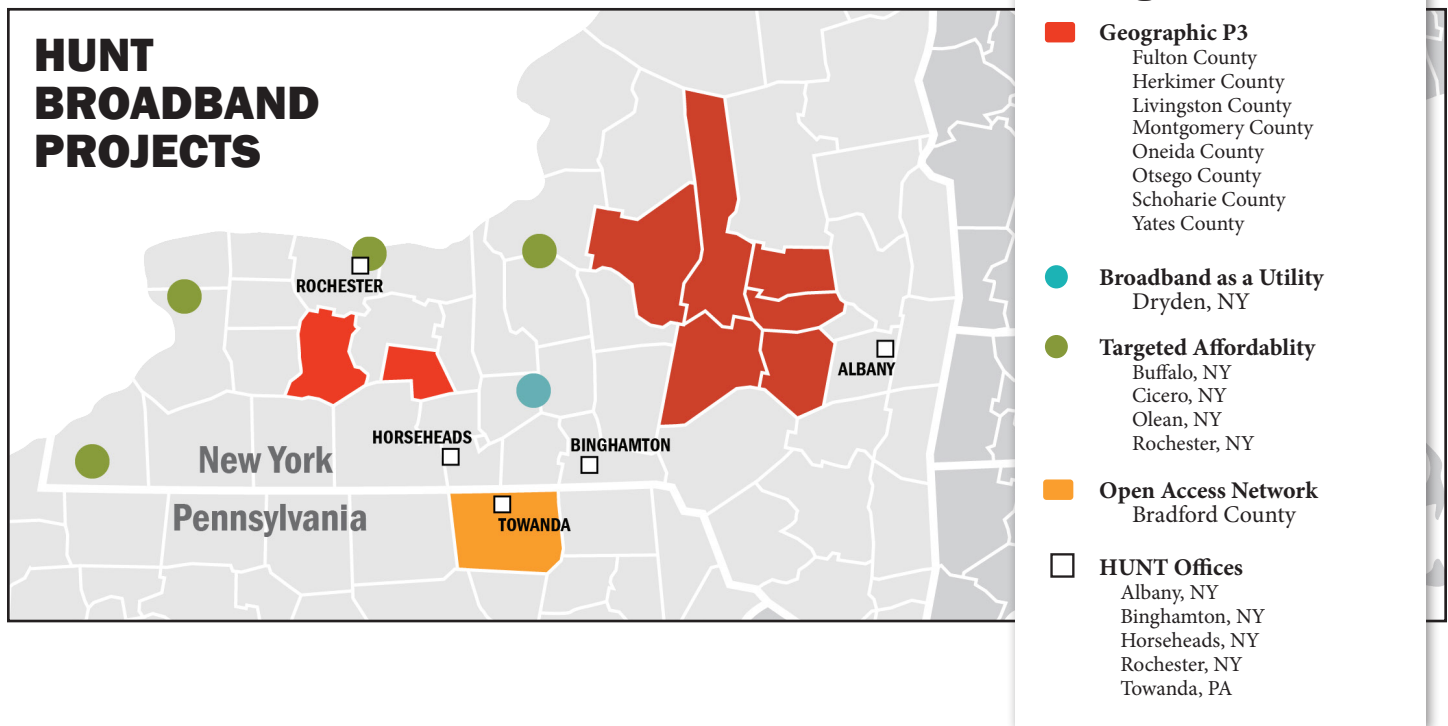 HUNT
BROADBAND
PROJECTS
ROCHESTER
ALBANY
HORSEHEADS
BINGHAMTON
New York
Pennsylvania
TOWANDA
Geographic P3
Fulton County
Herkimer County
Livingston County
Montgomery County
Oneida County
Otsego County
Schoharie County
Yates County
Broadband as a Utility
Dryden, NY
Targeted Affordablity
Buffalo, NY
Cicero, NY
Olean, NY
Rochester, NY
Open Access Network
Bradford County
HUNT Offices
Albany, NY
Binghamton, NY
Horseheads, NY
Rochester, NY
Towanda, PA